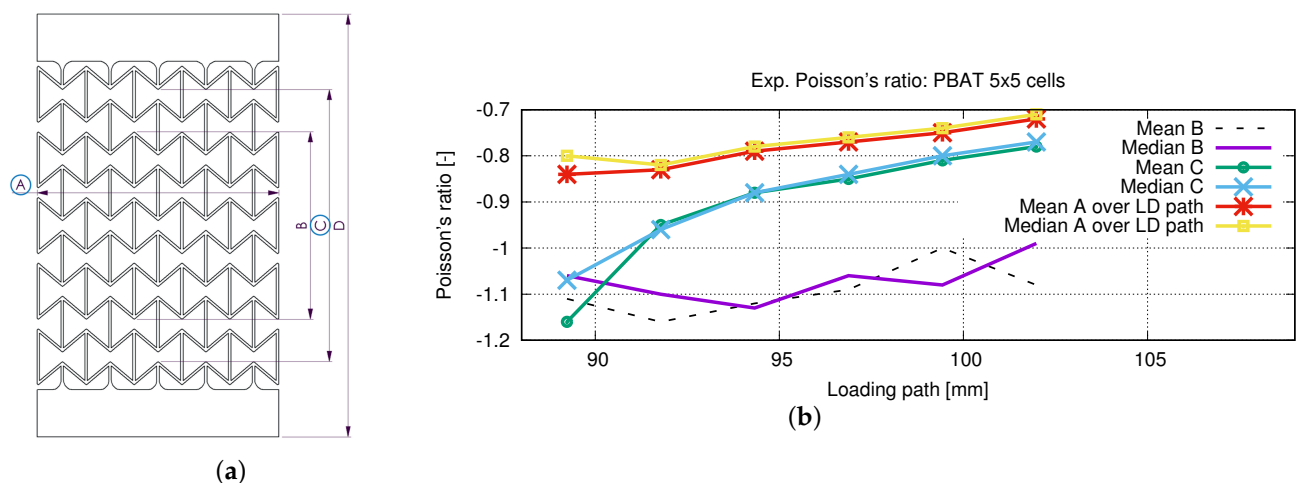 A
B
C
D
(a)
Exp. Poisson's ratio: PBAT 5x5 cells
Poisson's ratio [-]
-0.7
-0.8
-0.9
-1
-1.1
-1.2
90
95
100
105
Loading path [mm]
Mean B
Median B
Mean C
Median C
Mean A over LD path
Median A over LD path
(b)